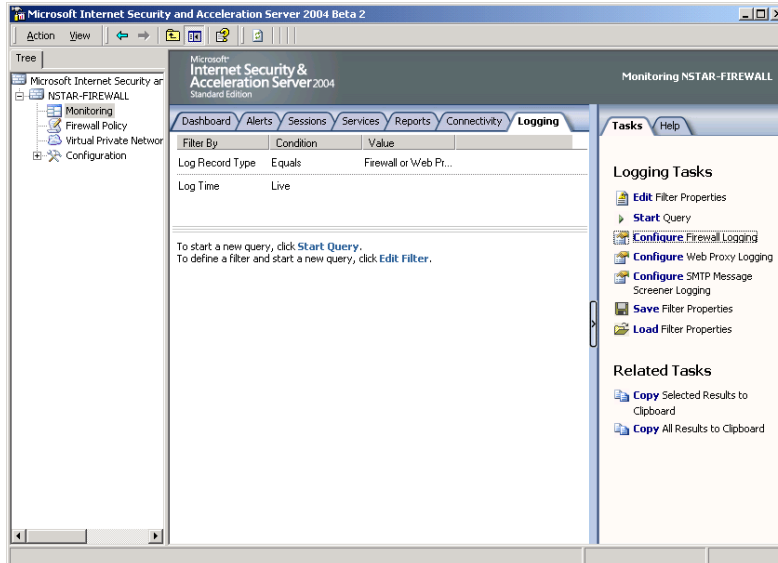 Microsoft Internet Security and Acceleration Server 2004 Beta 2
Action View
Tree
Microsoft Internet Security ar
NSTAR-FIREWALL
Monitoring
Firewall Policy
Virtual Private Networ
Configuration
Microsoft®
Internet Security &
Acceleration Server 2004
Standard Edition
Monitoring NSTAR-FIREWALL
Dashboard Alerts Sessions Services Reports Connectivity Logging
Filter By Condition Value
Log Record Type Equals Firewall or Web Pr...
Log Time Live
To start a new query, click Start Query.
To define a filter and start a new query, click Edit Filter.
Tasks Help
Logging Tasks
Edit Filter Properties
Start Query
Configure Firewall Logging
Configure Web Proxy Logging
Configure SMTP Message
Screener Logging
Save Filter Properties
Load Filter Properties
Related Tasks
Copy Selected Results to
Clipboard
Copy All Results to Clipboard